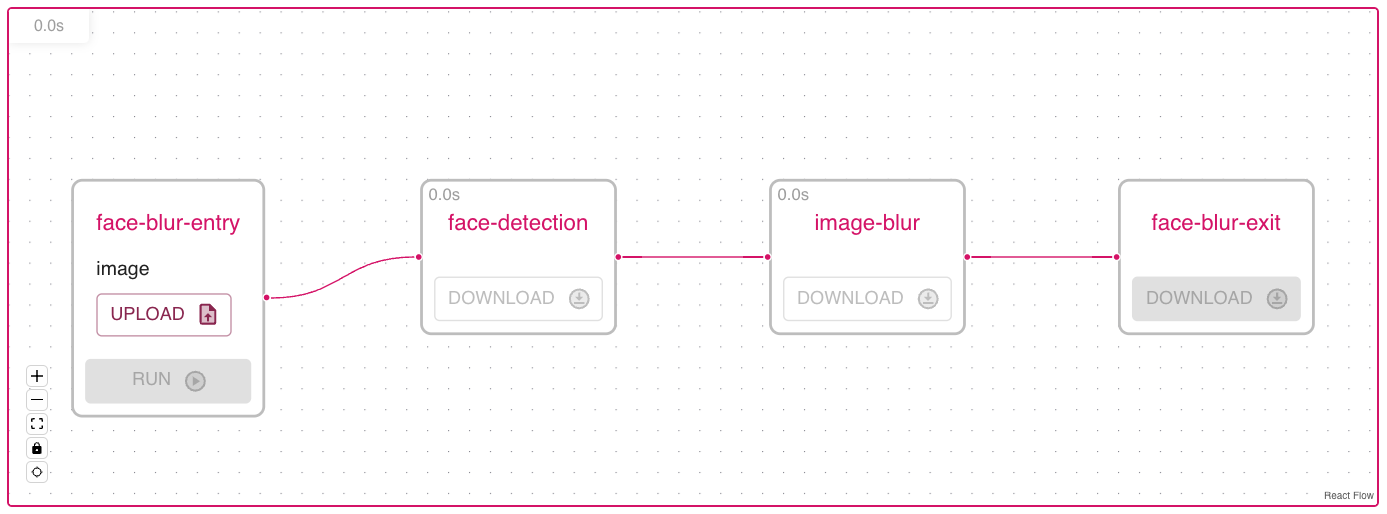 0.0s
face-blur-entry
image
UPLOAD
RUN
0.0s
face-detection
DOWNLOAD
0.0s
image-blur
DOWNLOAD
face-blur-exit
DOWNLOAD
React Flow